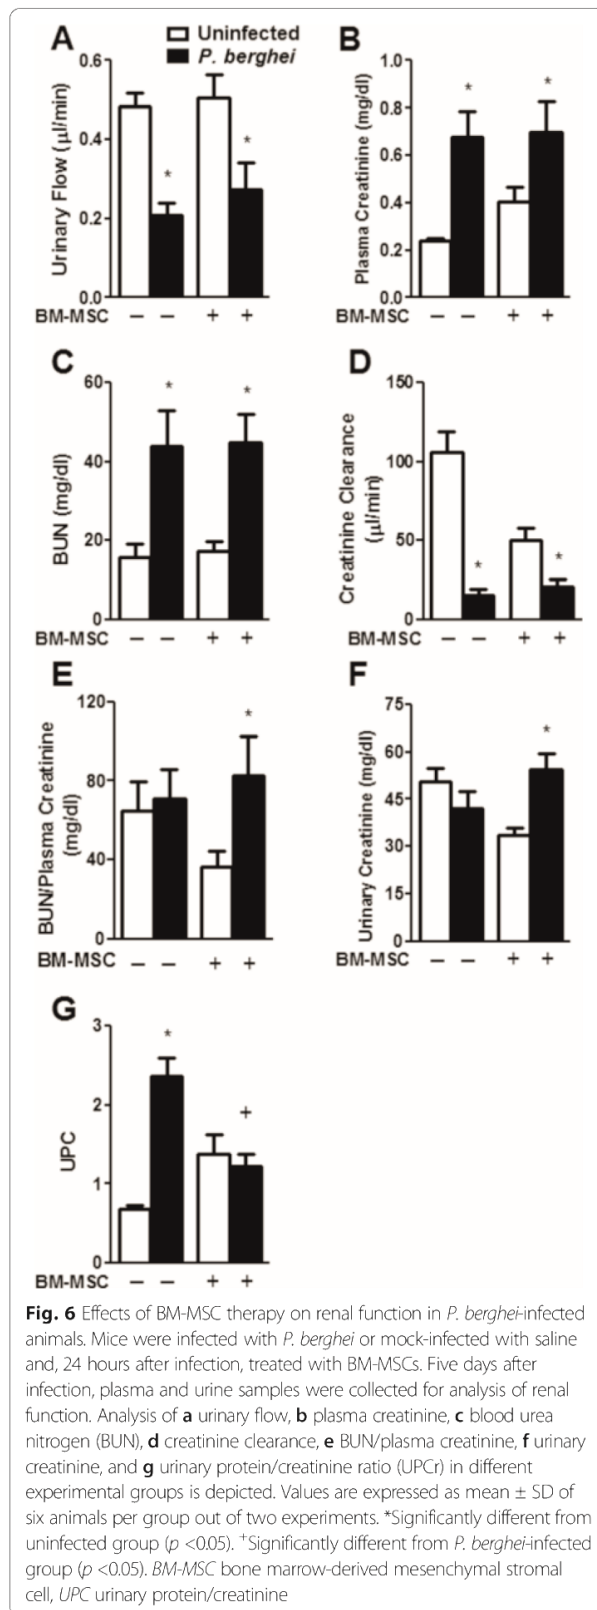 A
Uninfected
P. berghei
Urinary Flow (µl/min)
0.6
0.4
0.2
0.0
BM-MSC − − + +
* *
B
Plasma Creatinine (mg/dl)
1.0
0.8
0.6
0.4
0.2
0.0
BM-MSC − − + +
* *
C
BUN (mg/dl)
60
40
20
0
BM-MSC − − + +
* *
D
Creatinine Clearance
(µl/min)
150
100
50
0
BM-MSC − − + +
* *
E
BUN/Plasma Creatinine
(mg/dl)
120
80
40
0
BM-MSC − − + +
*
F
Urinary Creatinine (mg/dl)
75
60
45
30
15
0
BM-MSC − − + +
*
G
UPC
3
2
1
0
BM-MSC − − + +
* +
Fig. 6 Effects of BM-MSC therapy on renal function in P. berghei-infected
animals. Mice were infected with P. berghei or mock-infected with saline
and, 24 hours after infection, treated with BM-MSCs. Five days after
infection, plasma and urine samples were collected for analysis of renal
function. Analysis of a urinary flow, b plasma creatinine, c blood urea
nitrogen (BUN), d creatinine clearance, e BUN/plasma creatinine, f urinary
creatinine, and g urinary protein/creatinine ratio (UPCr) in different
experimental groups is depicted. Values are expressed as mean ± SD of
six animals per group out of two experiments. *Significantly different from
uninfected group (p <0.05). +Significantly different from P. berghei-infected
group (p <0.05). BM-MSC bone marrow-derived mesenchymal stromal
cell, UPC urinary protein/creatinine